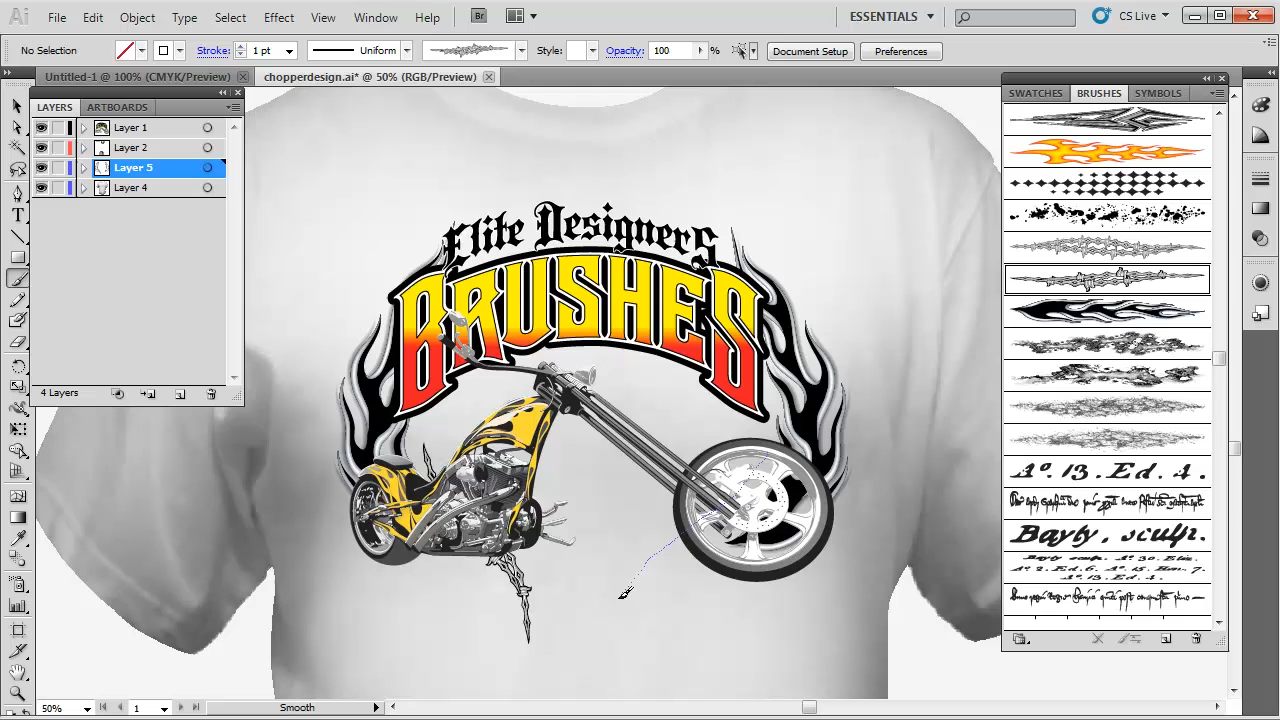 Ai File Edit Object Type Select Effect View Window Help Br ESSENTIALS CS Live
No Selection Stroke: 1 pt Uniform Style: Opacity: 100 % Document Setup Preferences
Untitled-1 @ 100% (CMYK/Preview) chopperdesign.ai* @ 50% (RGB/Preview)
LAYERS ARTBOARDS
Layer 1
Layer 2
Layer 5
Layer 4
4 Layers
Elite Designers
BRUSHES
SWATCHES BRUSHES SYMBOLS
Aº. 13. Ed. 4.
Bayty. sculpr.
50% 1 Smooth